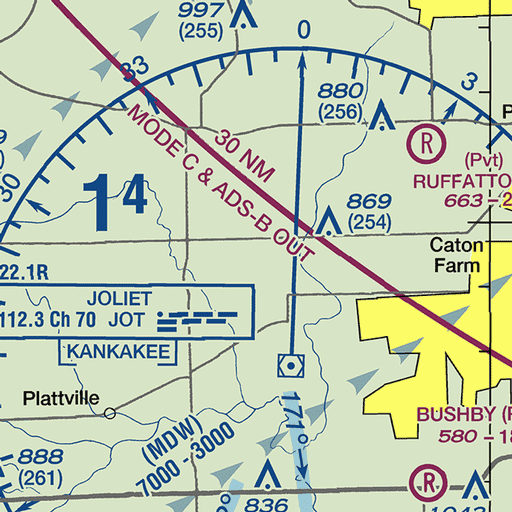 997
(255)
0
33
3
880
(256)
30 NM
MODE C & ADS-B OUT
R
(Pvt)
RUFFATTO
663 - 2
30
14
869
(254)
Caton
Farm
22.1R
JOLIET
112.3 Ch 70 JOT
KANKAKEE
Plattville
171°
BUSHBY (P
580 - 18
(MDW)
7000 - 3000
888
(261)
836
R
1043